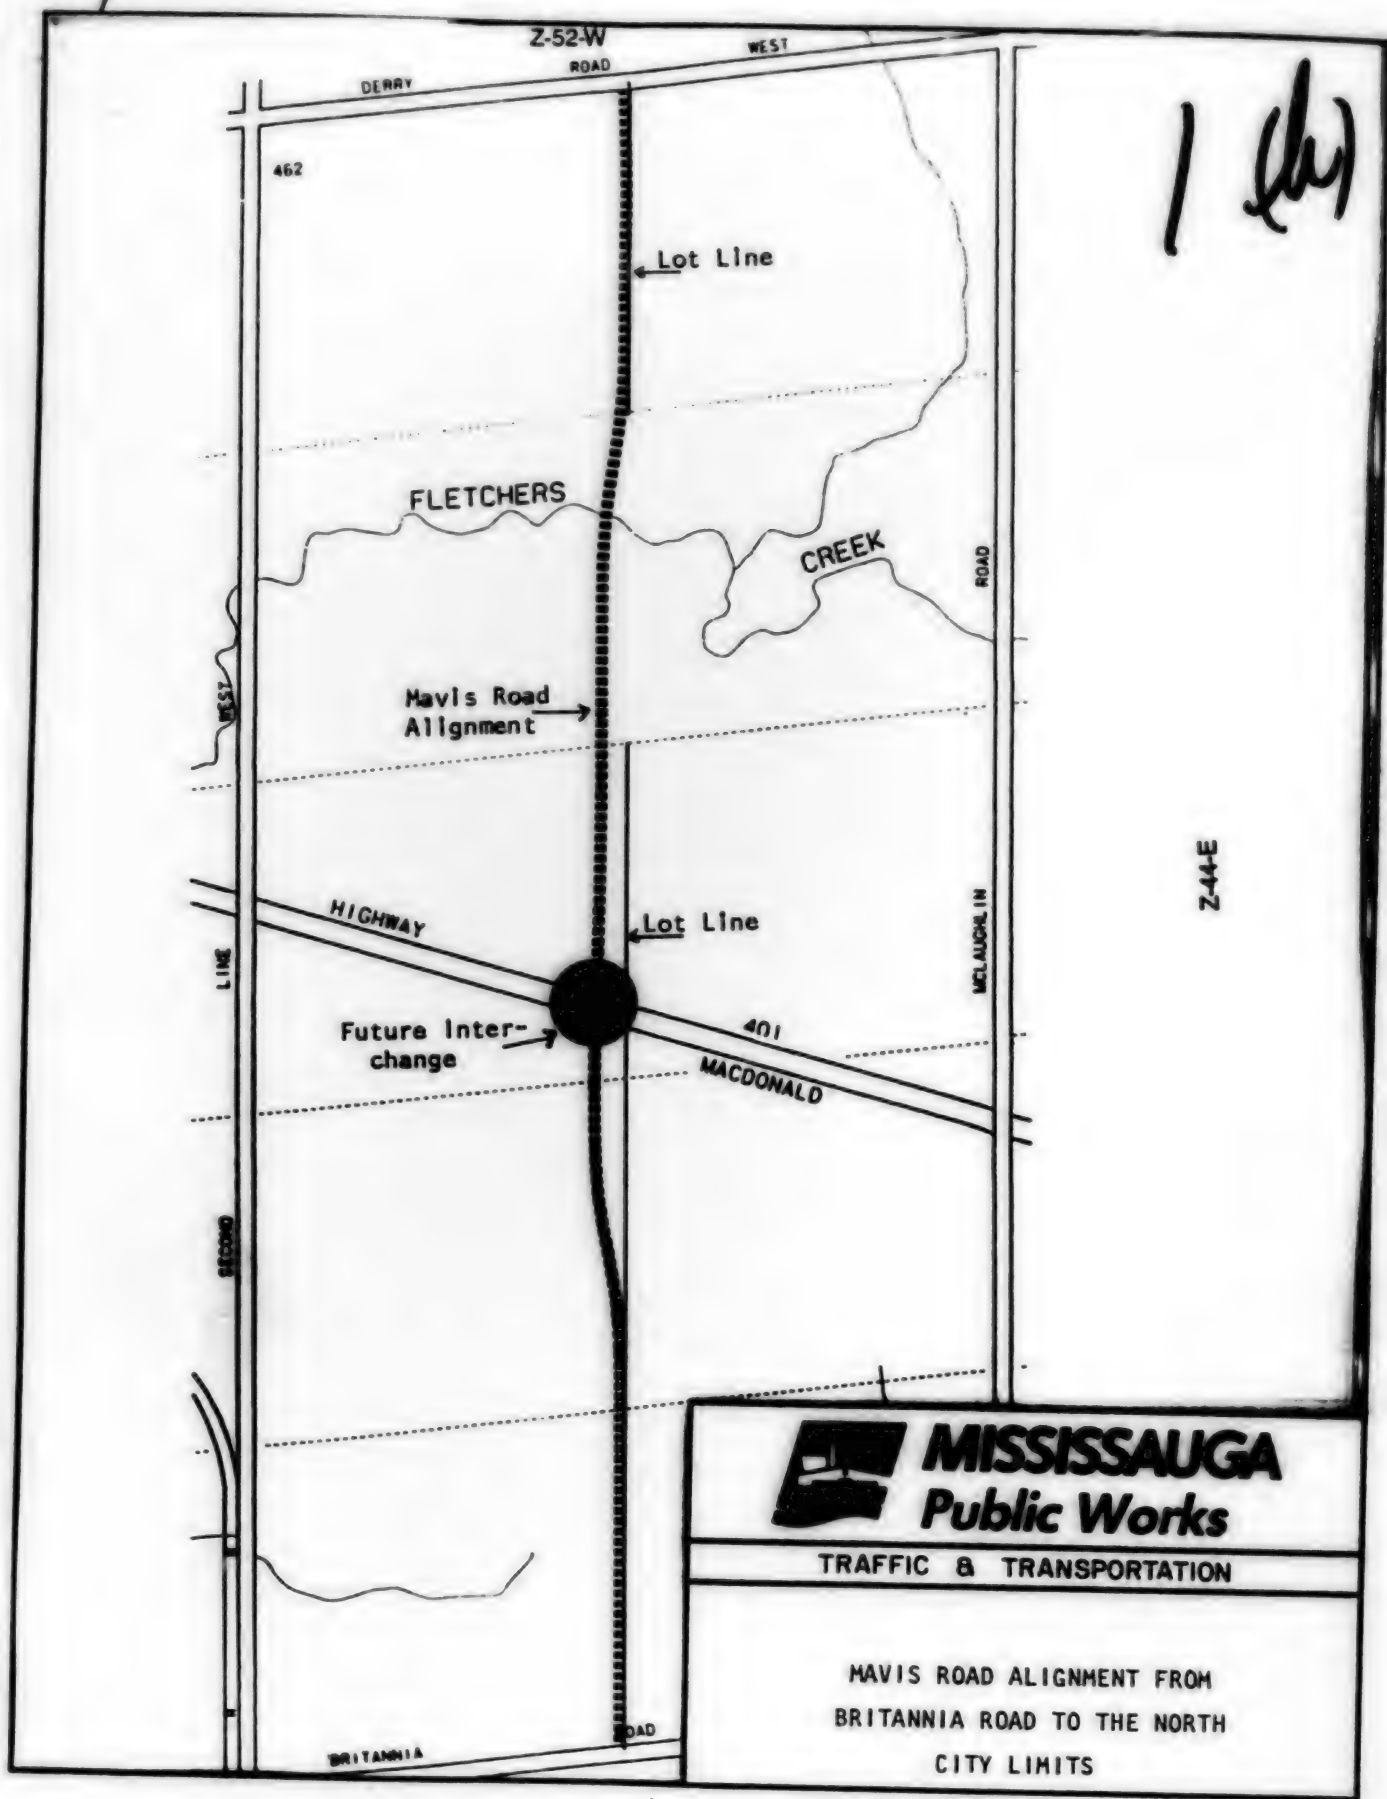 Z-52-W
DERRY ROAD WEST
462
Lot Line
FLETCHERS
CREEK
ROAD
Mavis Road
Alignment
WEST
Z-44-E
HIGHWAY
Lot Line
MCLAUGHLIN
LINE
Future Inter-
change
401
MACDONALD
SECOND
MISSISSAUGA
Public Works
TRAFFIC & TRANSPORTATION
MAVIS ROAD ALIGNMENT FROM
BRITANNIA ROAD TO THE NORTH
CITY LIMITS
BRITANNIA
OAD